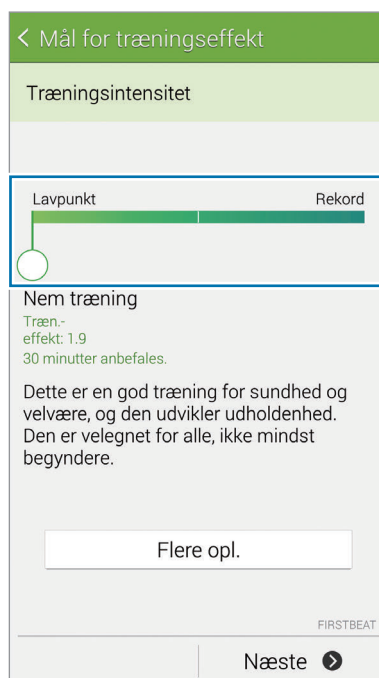 Mål for træningseffekt
Træningsintensitet
Lavpunkt Rekord
Nem træning
Træn.-
effekt: 1.9
30 minutter anbefales.
Dette er en god træning for sundhed og
velvære, og den udvikler udholdenhed.
Den er velegnet for alle, ikke mindst
begyndere.
Flere opl.
FIRSTBEAT
Næste